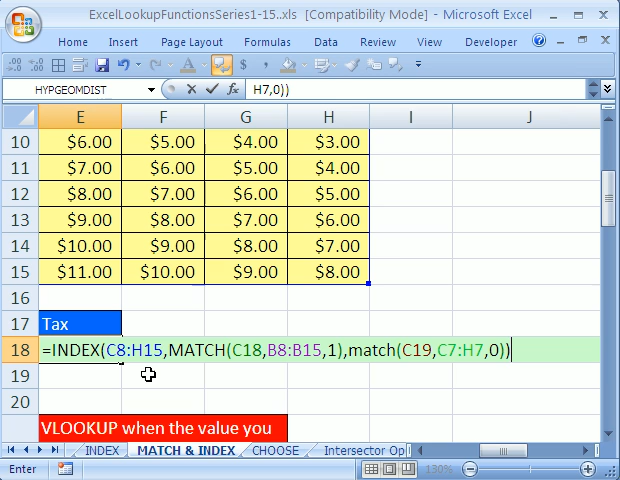 ExcelLookupFunctionsSeries1-15..xls [Compatibility Mode] - Microsoft Excel
Home Insert Page Layout Formulas Data Review View Developer
HYPGEOMDIST fx H7,0))
E F G H I J
10 $6.00 $5.00 $4.00 $3.00
11 $7.00 $6.00 $5.00 $4.00
12 $8.00 $7.00 $6.00 $5.00
13 $9.00 $8.00 $7.00 $6.00
14 $10.00 $9.00 $8.00 $7.00
15 $11.00 $10.00 $9.00 $8.00
16
17 Tax
18 =INDEX(C8:H15,MATCH(C18,B8:B15,1),match(C19,C7:H7,0))
19
20
VLOOKUP when the value you
INDEX MATCH & INDEX CHOOSE Intersector Op
Enter 130%